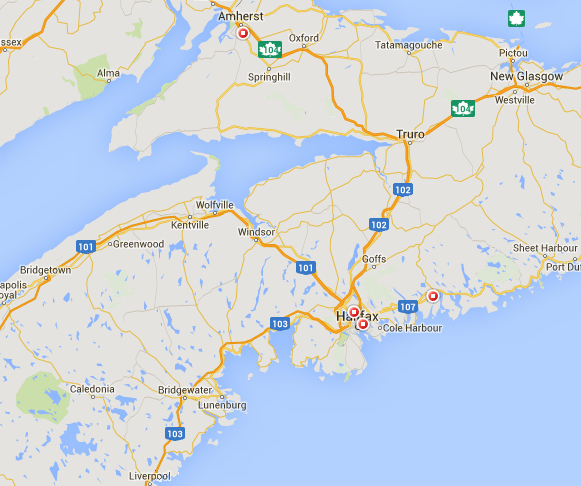 Amherst
Oxford
Tatamagouche
104
Pictou
ssex
Alma
Springhill
New Glasgow
Westville
104
Truro
102
Wolfville
102
Kentville
Windsor
101
Greenwood
Sheet Harbour
Goffs
101
Port Du
Bridgetown
apolis
oyal
107
Halifax
103
Cole Harbour
Caledonia
Bridgewater
Lunenburg
103
Liverpool